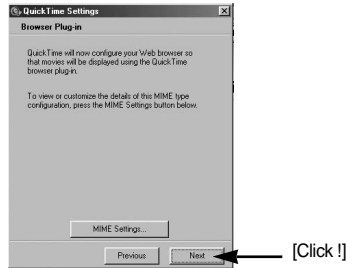 QuickTime Settings
Browser Plug-in
QuickTime will now configure your Web browser so
that movies will be displayed using the QuickTime
browser plug-in.
To view or customize the details of this MIME type
configuration, press the MIME Settings button below.
MIME Settings...
Previous Next [Click !]